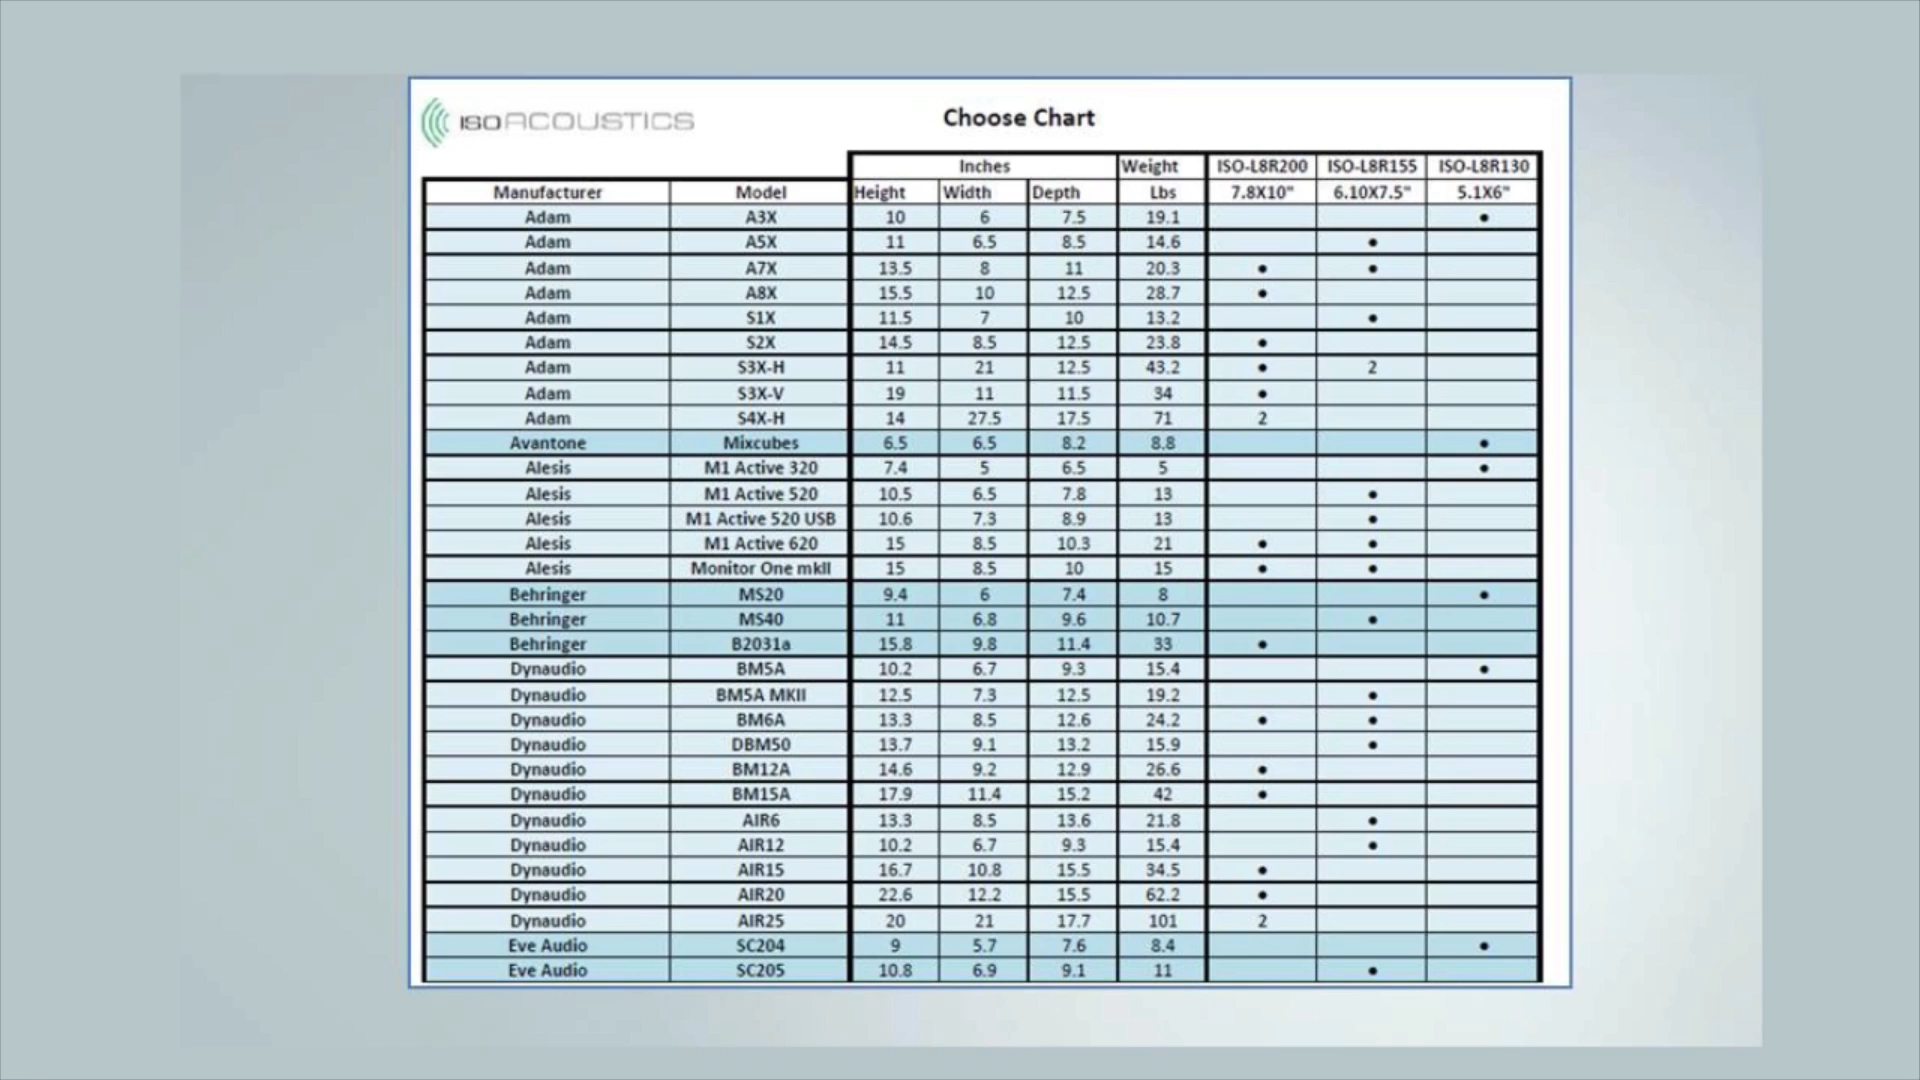 ISOACOUSTICS
Choose Chart
Inches Weight ISO-L8R200 ISO-L8R155 ISO-L8R130
Manufacturer Model Height Width Depth Lbs 7.8X10" 6.10X7.5" 5.1X6"
Adam A3X 10 6 7.5 19.1 •
Adam A5X 11 6.5 8.5 14.6 •
Adam A7X 13.5 8 11 20.3 • •
Adam A8X 15.5 10 12.5 28.7 •
Adam S1X 11.5 7 10 13.2 •
Adam S2X 14.5 8.5 12.5 23.8 •
Adam S3X-H 11 21 12.5 43.2 • 2
Adam S3X-V 19 11 11.5 34 •
Adam S4X-H 14 27.5 17.5 71 2
Avantone Mixcubes 6.5 6.5 8.2 8.8 •
Alesis M1 Active 320 7.4 5 6.5 5 •
Alesis M1 Active 520 10.5 6.5 7.8 13 •
Alesis M1 Active 520 USB 10.6 7.3 8.9 13 •
Alesis M1 Active 620 15 8.5 10.3 21 • •
Alesis Monitor One mkII 15 8.5 10 15 • •
Behringer MS20 9.4 6 7.4 8 •
Behringer MS40 11 6.8 9.6 10.7 •
Behringer B2031a 15.8 9.8 11.4 33 •
Dynaudio BM5A 10.2 6.7 9.3 15.4 •
Dynaudio BM5A MKII 12.5 7.3 12.5 19.2 •
Dynaudio BM6A 13.3 8.5 12.6 24.2 • •
Dynaudio DBM50 13.7 9.1 13.2 15.9 •
Dynaudio BM12A 14.6 9.2 12.9 26.6 •
Dynaudio BM15A 17.9 11.4 15.2 42 •
Dynaudio AIR6 13.3 8.5 13.6 21.8 •
Dynaudio AIR12 10.2 6.7 9.3 15.4 •
Dynaudio AIR15 16.7 10.8 15.5 34.5 •
Dynaudio AIR20 22.6 12.2 15.5 62.2 •
Dynaudio AIR25 20 21 17.7 101 2
Eve Audio SC204 9 5.7 7.6 8.4 •
Eve Audio SC205 10.8 6.9 9.1 11 •